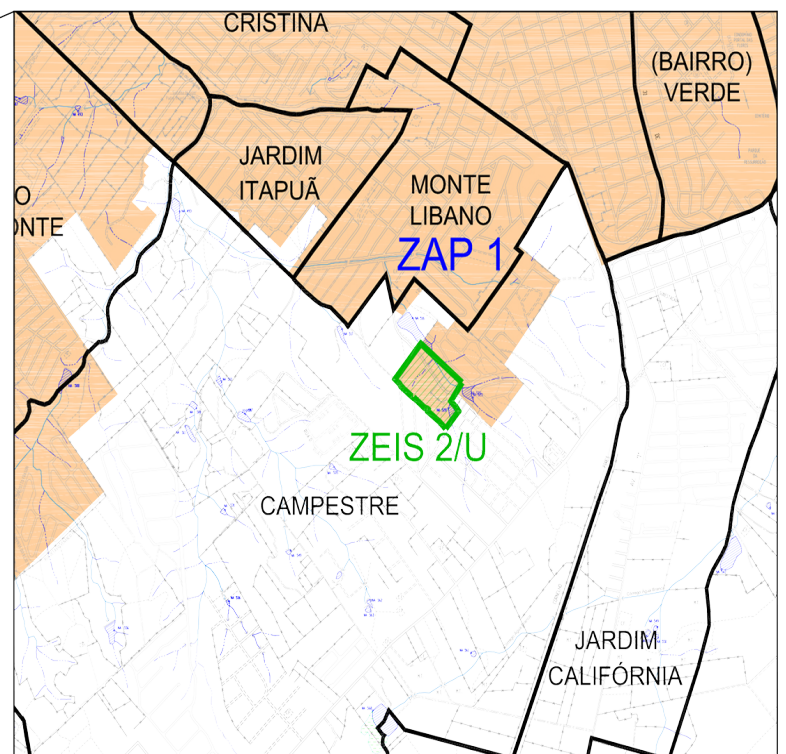 CRISTINA
(BAIRRO)
VERDE
JARDIM
ITAPUÃ
MONTE
LIBANO
ZAP 1
O
ONTE
ZEIS 2/U
CAMPESTRE
JARDIM
CALIFÓRNIA